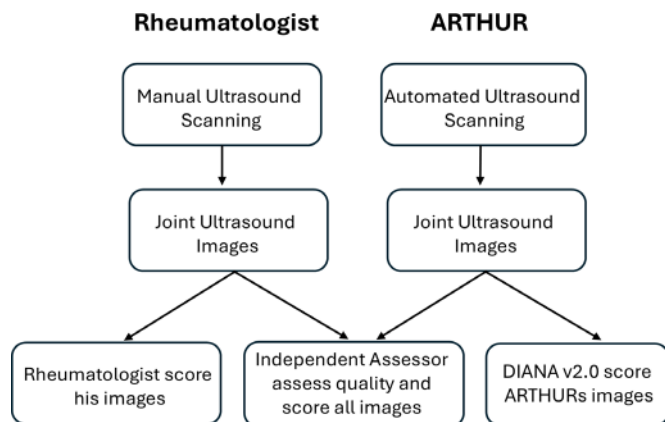 Rheumatologist
ARTHUR
Manual Ultrasound
Scanning
Automated Ultrasound
Scanning
Joint Ultrasound
Images
Joint Ultrasound
Images
Rheumatologist score
his images
Independent Assessor
assess quality and
score all images
DIANA v2.0 score
ARTHURs images